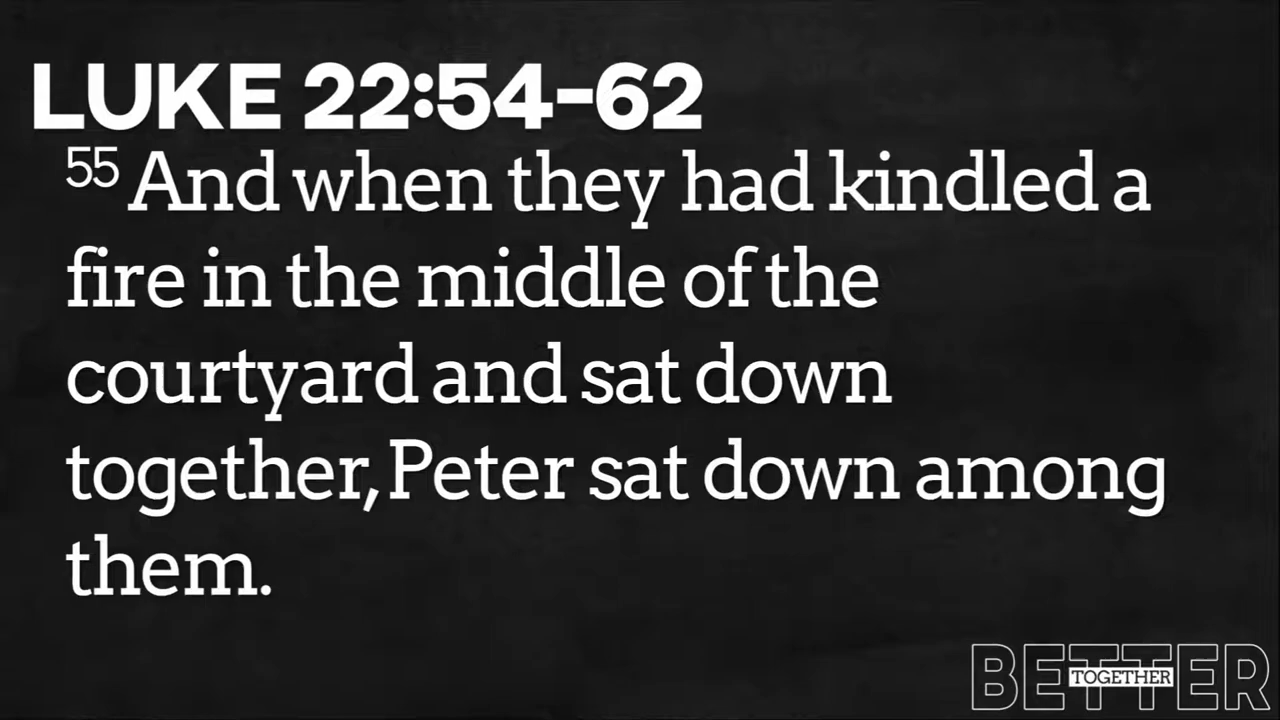 LUKE 22:54-62
55 And when they had kindled a
fire in the middle of the
courtyard and sat down
together, Peter sat down among
them.
BETTER
TOGETHER